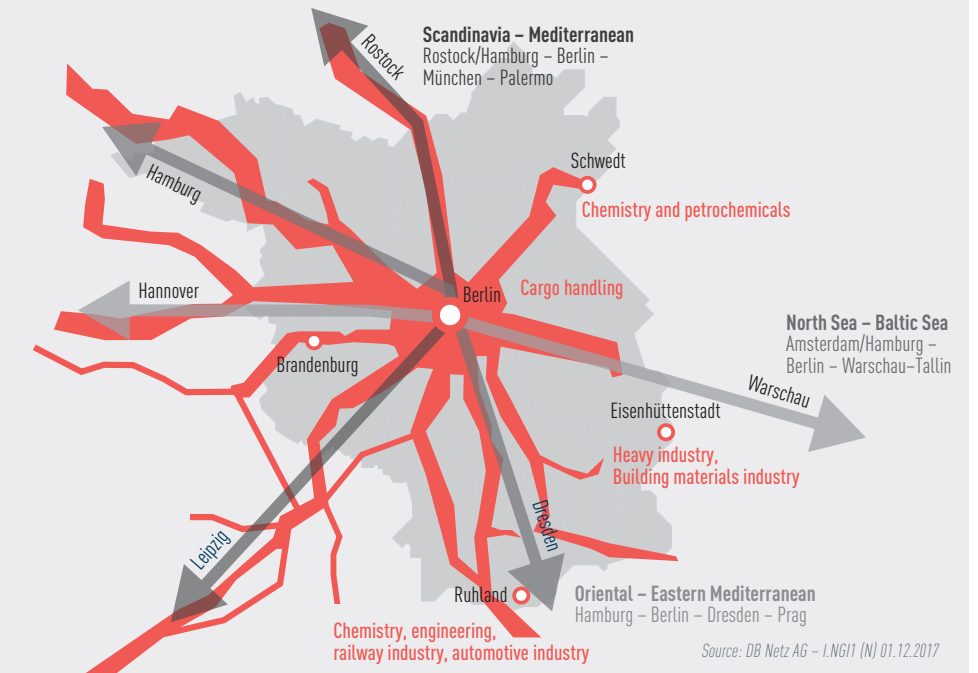 Scandinavia – Mediterranean
Rostock/Hamburg – Berlin –
München – Palermo
Rostock
Hamburg
Schwedt
Chemistry and petrochemicals
Hannover
Berlin
Cargo handling
North Sea – Baltic Sea
Amsterdam/Hamburg –
Berlin – Warschau–Tallin
Brandenburg
Warschau
Eisenhüttenstadt
Heavy industry,
Building materials industry
Leipzig
Dresden
Ruhland
Oriental – Eastern Mediterranean
Hamburg – Berlin – Dresden – Prag
Chemistry, engineering,
railway industry, automotive industry
Source: DB Netz AG – I.NGI1 (N) 01.12.2017